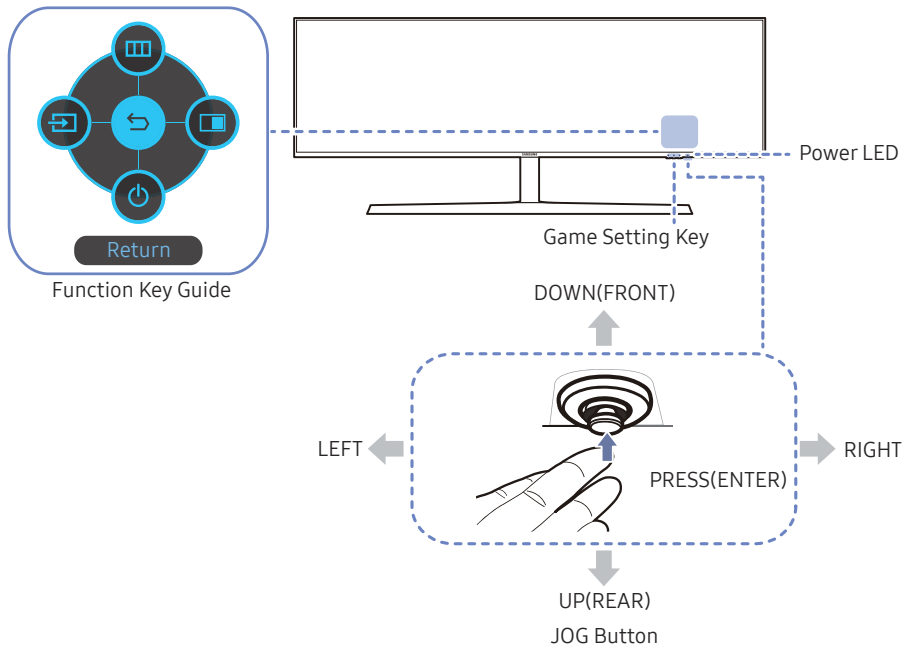 Return
Function Key Guide
SAMSUNG
Power LED
Game Setting Key
DOWN(FRONT)
LEFT
RIGHT
PRESS(ENTER)
UP(REAR)
JOG Button